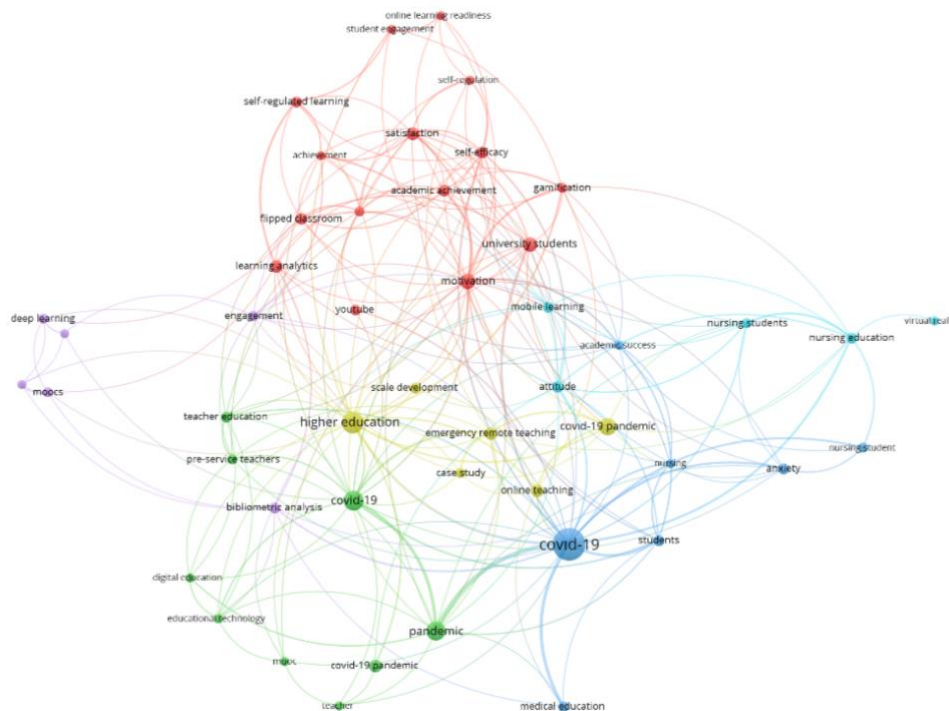 online learning readiness
student engagement
self-regulation
self-regulated learning
satisfaction
achievement
self-efficacy
academic achievement
gamification
flipped classroom
university students
learning analytics
motivation
mobile learning
youtube
engagement
deep learning
nursing students
virtual reali
nursing education
academic success
attitude
scale development
moocs
teacher education
higher education
covid-19 pandemic
emergency remote teaching
nursing student
pre-service teachers
nursing
anxiety
case study
online teaching
covid-19
bibliometric analysis
covid-19
students
digital education
educational technology
pandemic
mooc
covid-19 pandemic
teacher
medical education